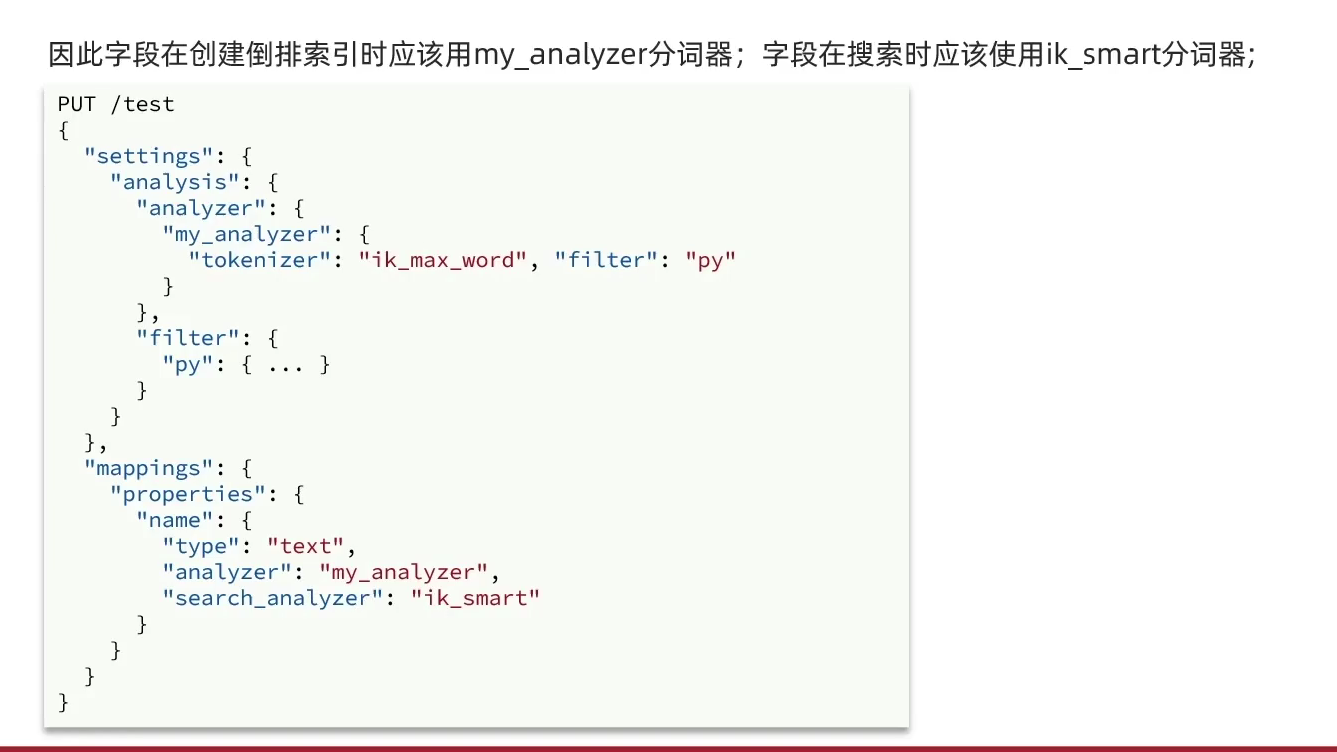 因此字段在创建倒排索引时应该用my_analyzer分词器；字段在搜索时应该使用ik_smart分词器;
PUT /test
{
  "settings": {
    "analysis": {
      "analyzer": {
        "my_analyzer": {
          "tokenizer": "ik_max_word", "filter": "py"
        }
      },
      "filter": {
        "py": { ... }
      }
    }
  },
  "mappings": {
    "properties": {
      "name": {
        "type": "text",
        "analyzer": "my_analyzer",
        "search_analyzer": "ik_smart"
      }
    }
  }
}